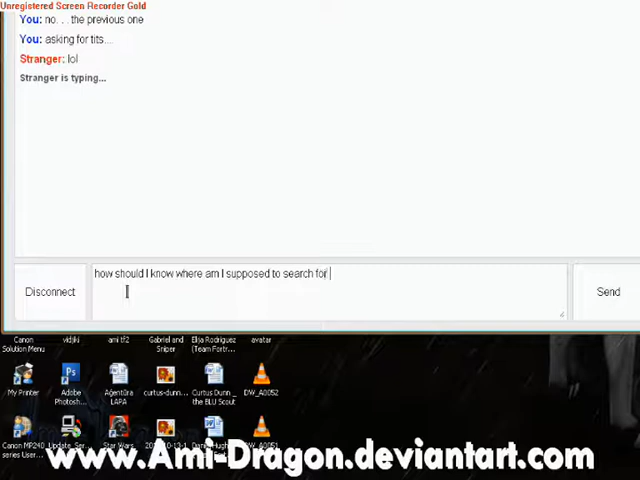 Unregistered Screen Recorder Gold
You: no. . . the previous one
You: asking for tits....
Stranger: lol
Stranger is typing...
how should I know where am I supposed to search for
Disconnect
Send
Canon Solution Menu
vidjiki
ami tf2
Gabriel and Sniper
Elija Rodriguez (Team Fortr...
avatar
My Printer
Adobe Photosh...
Aģentūra LAPA
curtus-dunn...
Curtus Dunn _ the BLU Scout
DW_A0052
Canon MP240 series User...
Star Wars
DW_A0051
www.Ami-Dragon.deviantart.com